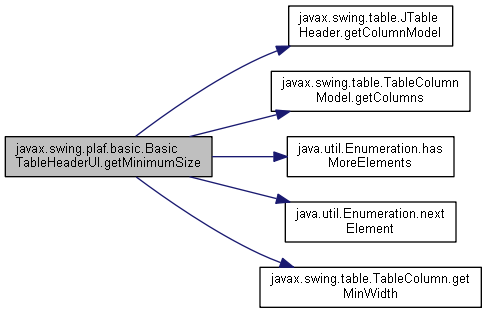 javax.swing.table.JTable
Header.getColumnModel
javax.swing.table.TableColumn
Model.getColumns
javax.swing.plaf.basic.Basic
TableHeaderUI.getMinimumSize
java.util.Enumeration.has
MoreElements
java.util.Enumeration.next
Element
javax.swing.table.TableColumn.get
MinWidth